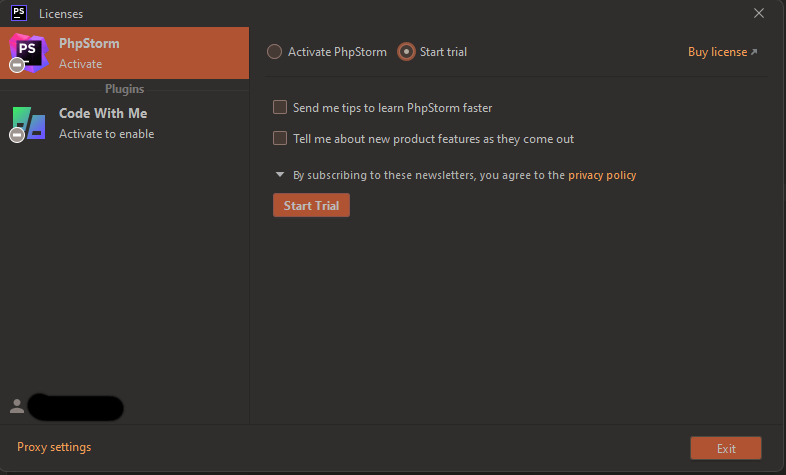 PS Licenses
PS PhpStorm
Activate
Plugins
Code With Me
Activate to enable
Activate PhpStorm Start trial Buy license
Send me tips to learn PhpStorm faster
Tell me about new product features as they come out
By subscribing to these newsletters, you agree to the privacy policy
Start Trial
Proxy settings
Exit